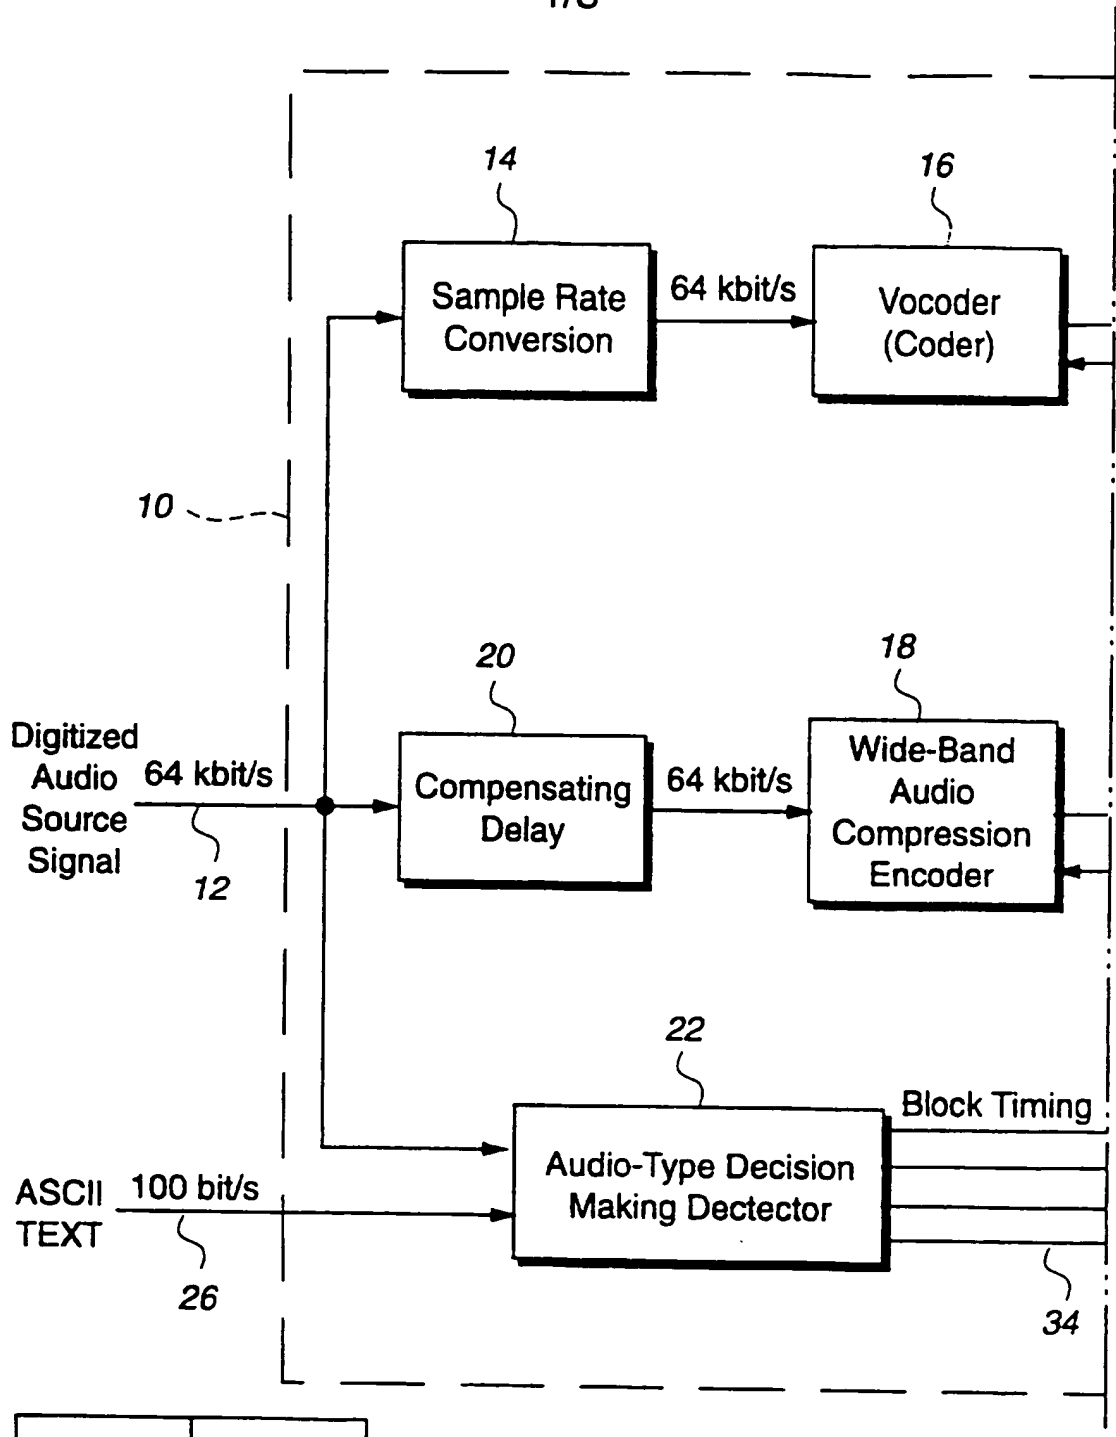 14
16
Sample Rate
Conversion
64 kbit/s
Vocoder
(Coder)
10
20
18
Digitized
Audio
Source
Signal
64 kbit/s
12
Compensating
Delay
64 kbit/s
Wide-Band
Audio
Compression
Encoder
22
Block Timing
Audio-Type Decision
Making Dectector
ASCII
TEXT
100 bit/s
26
34